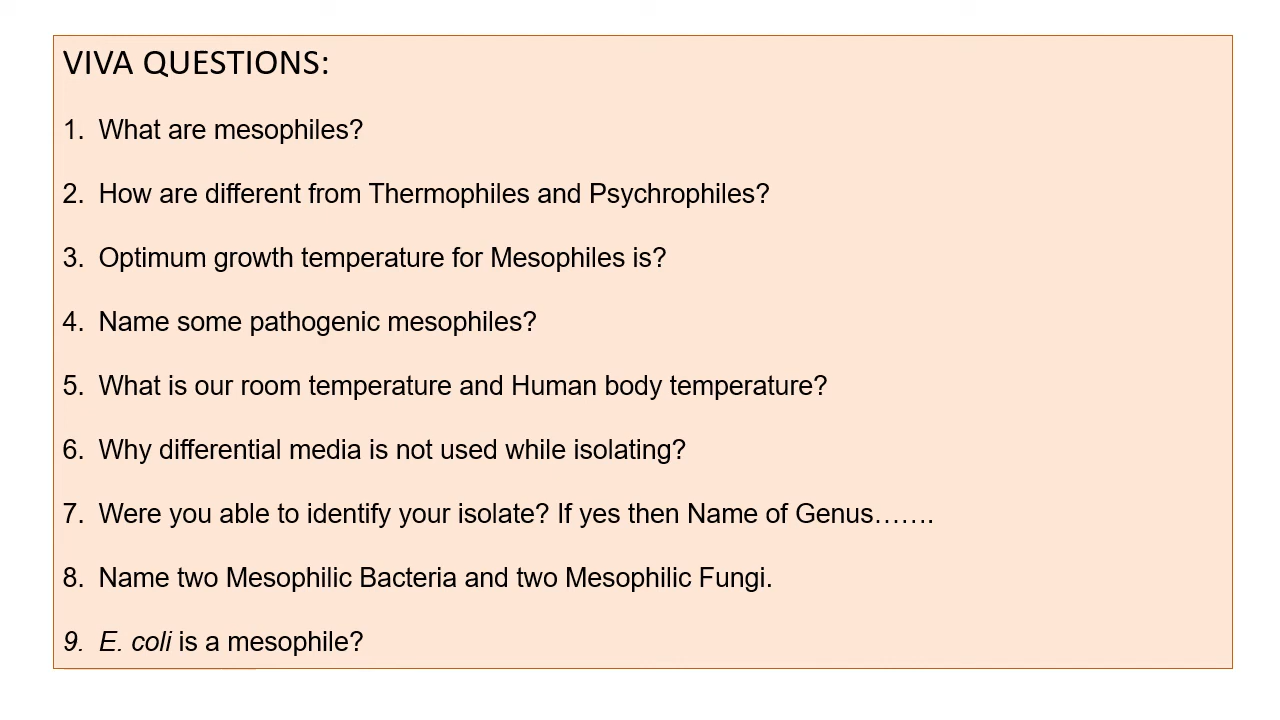 VIVA QUESTIONS:
1. What are mesophiles?
2. How are different from Thermophiles and Psychrophiles?
3. Optimum growth temperature for Mesophiles is?
4. Name some pathogenic mesophiles?
5. What is our room temperature and Human body temperature?
6. Why differential media is not used while isolating?
7. Were you able to identify your isolate? If yes then Name of Genus…….
8. Name two Mesophilic Bacteria and two Mesophilic Fungi.
9. E. coli is a mesophile?